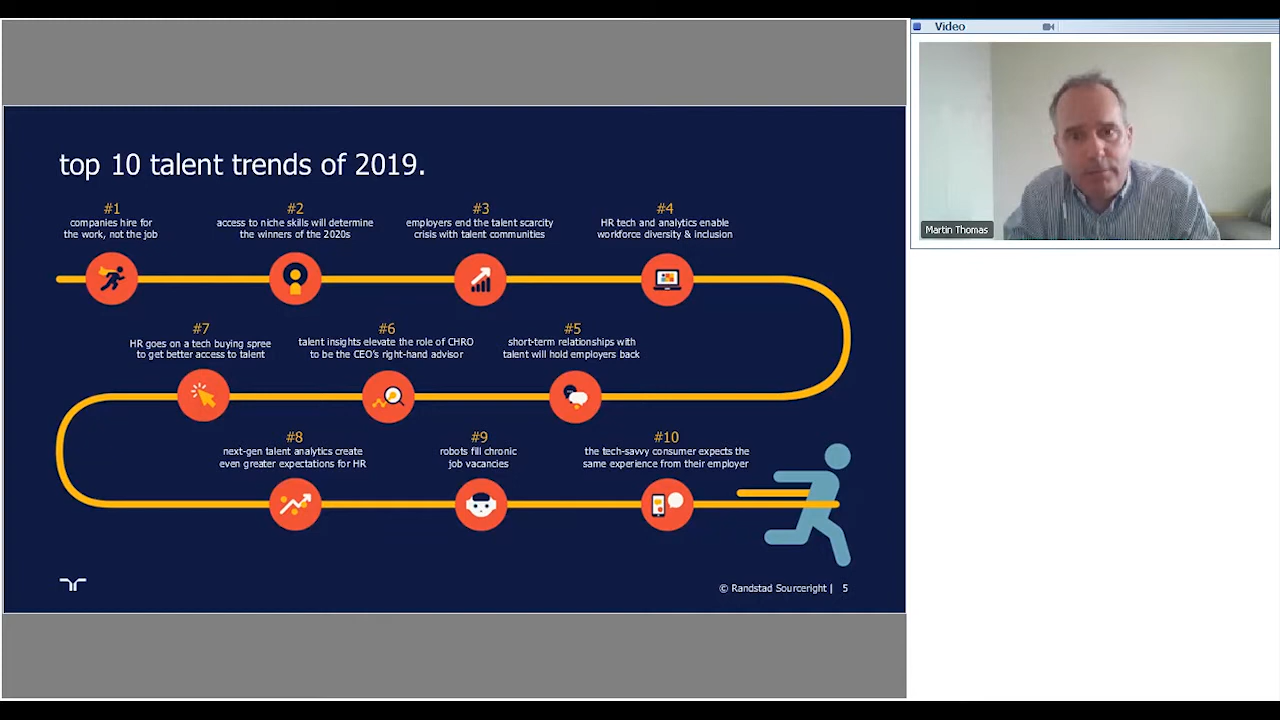 top 10 talent trends of 2019.
#1
companies hire for
the work, not the job
#2
access to niche skills will determine
the winners of the 2020s
#3
employers end the talent scarcity
crisis with talent communities
#4
HR tech and analytics enable
workforce diversity & inclusion
#7
HR goes on a tech buying spree
to get better access to talent
#6
talent insights elevate the role of CHRO
to be the CEO's right-hand advisor
#5
short-term relationships with
talent will hold employers back
#8
next-gen talent analytics create
even greater expectations for HR
#9
robots fill chronic
job vacancies
#10
the tech-savvy consumer expects the
same experience from their employer
© Randstad Sourceright | 5
Video
Martin Thomas